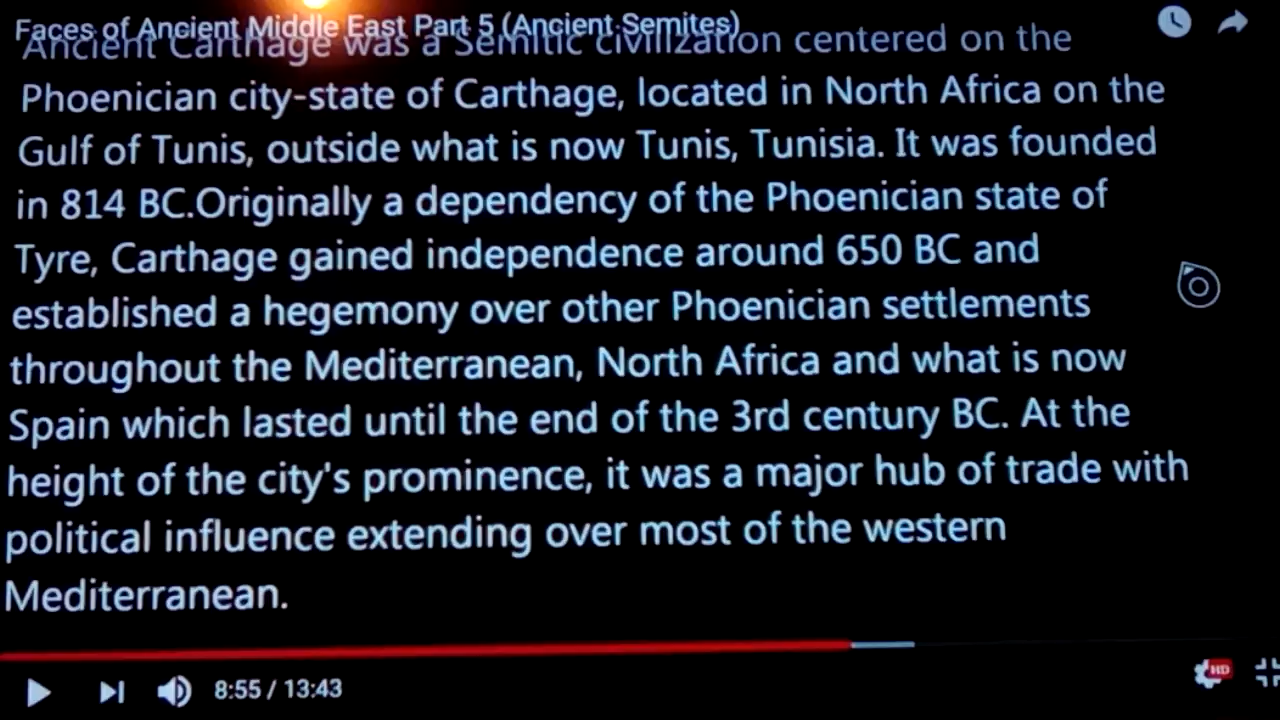 Faces of Ancient Middle East Part 5 (Ancient Semites)
Ancient Carthage was a Semitic civilization centered on the
Phoenician city-state of Carthage, located in North Africa on the
Gulf of Tunis, outside what is now Tunis, Tunisia. It was founded
in 814 BC.Originally a dependency of the Phoenician state of
Tyre, Carthage gained independence around 650 BC and
established a hegemony over other Phoenician settlements
throughout the Mediterranean, North Africa and what is now
Spain which lasted until the end of the 3rd century BC. At the
height of the city's prominence, it was a major hub of trade with
political influence extending over most of the western
Mediterranean.
8:55 / 13:43
HD